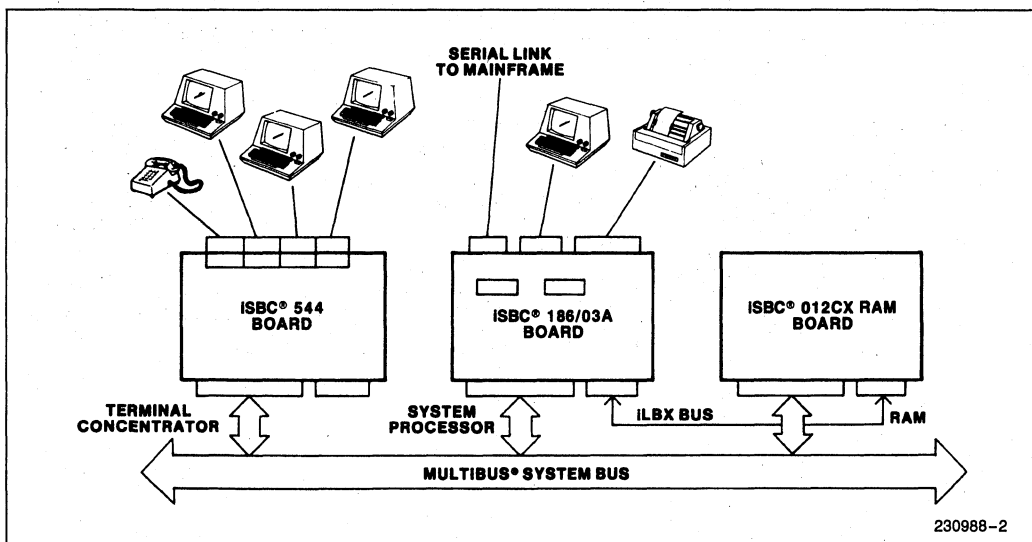 SERIAL LINK
TO MAINFRAME
iSBC® 544
BOARD
iSBC® 186/03A
BOARD
iSBC® 012CX RAM
BOARD
TERMINAL
CONCENTRATOR
SYSTEM
PROCESSOR
iLBX BUS
RAM
MULTIBUS® SYSTEM BUS
230988–2